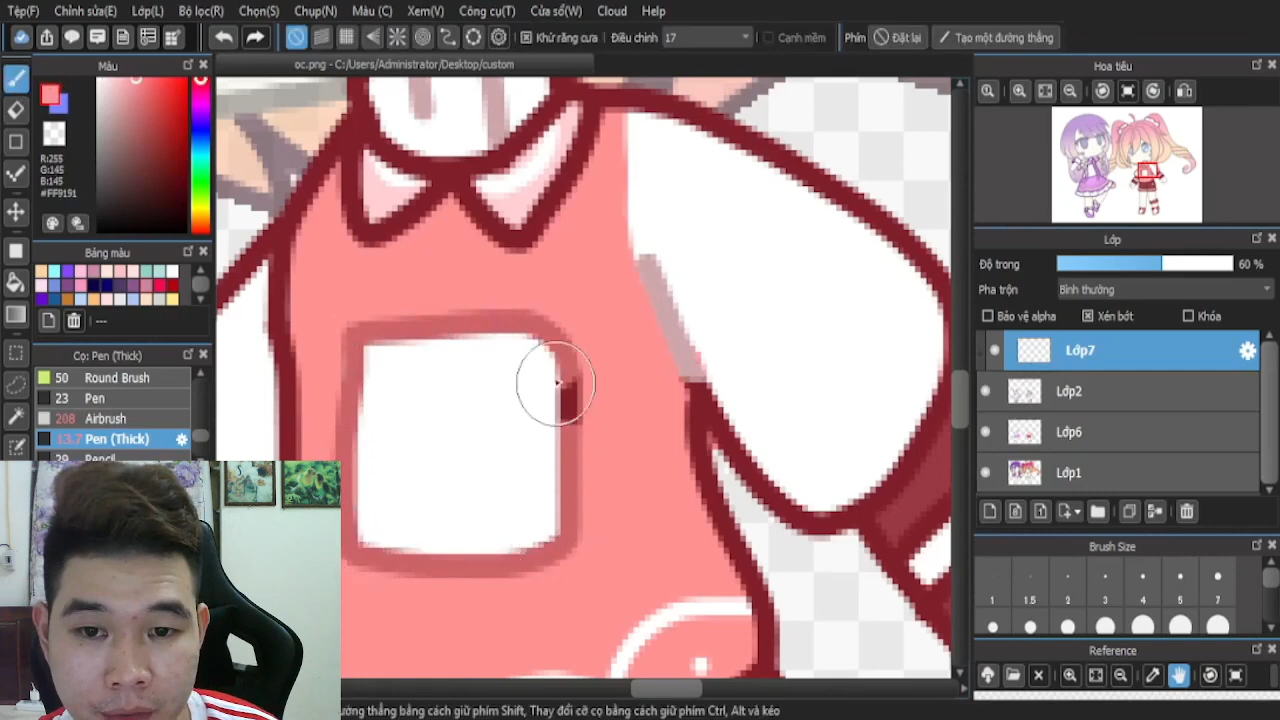 Tệp(F) Chỉnh sửa(E) Lớp(L) Bộ lọc(R) Chọn(S) Chụp(N) Màu (C) Xem(V) Công cụ(T) Cửa sổ(W) Cloud Help
Khử răng cưa Điều chỉnh 17 Cạnh mềm Phím Đặt lại Tạo một đường thẳng
Màu
oc.png - C:/Users/Administrator/Desktop/custom
Hoa tiêu
R:255
G:145
B:145
#FF9191
Bảng màu
---
Cọ: Pen (Thick)
50 Round Brush
23 Pen
208 Airbrush
13.7 Pen (Thick)
29 Pencil
Lớp
Độ trong 60 %
Pha trộn Bình thường
Bảo vệ alpha Xén bớt Khóa
Lớp7
Lớp2
Lớp6
Lớp1
Brush Size
1 1.5 2 3 4 5 7
Reference
ường thẳng bằng cách giữ phím Shift, Thay đổi cỡ cọ bằng cách giữ phím Ctrl, Alt và kéo